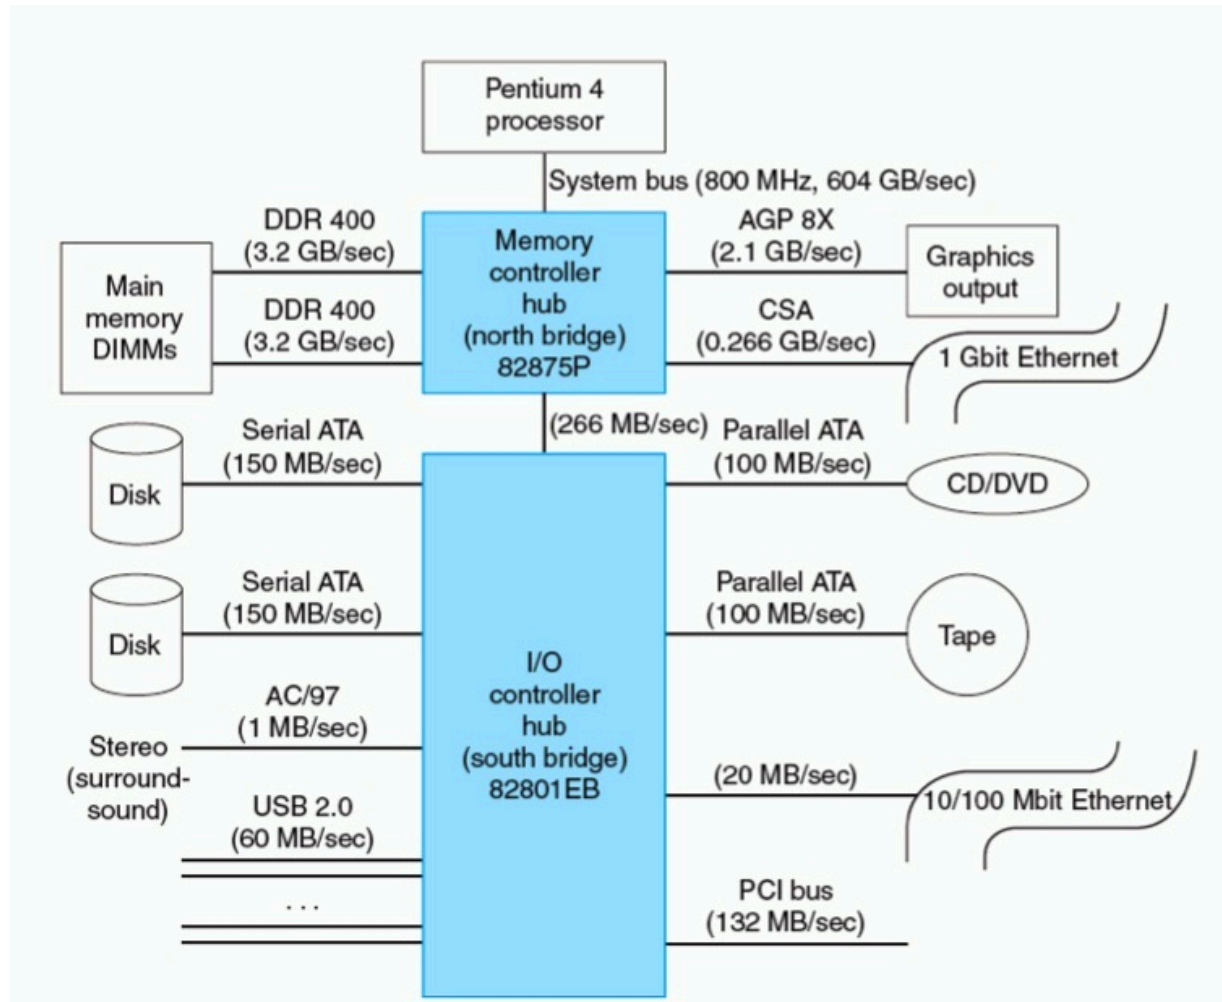 Pentium 4
processor
System bus (800 MHz, 604 GB/sec)
DDR 400
(3.2 GB/sec)
Main
memory
DIMMs
DDR 400
(3.2 GB/sec)
Memory
controller
hub
(north bridge)
82875P
AGP 8X
(2.1 GB/sec)
Graphics
output
CSA
(0.266 GB/sec)
1 Gbit Ethernet
(266 MB/sec)
Serial ATA
(150 MB/sec)
Disk
Parallel ATA
(100 MB/sec)
CD/DVD
Serial ATA
(150 MB/sec)
Disk
Parallel ATA
(100 MB/sec)
Tape
I/O
controller
hub
(south bridge)
82801EB
AC/97
(1 MB/sec)
Stereo
(surround-
sound)
USB 2.0
(60 MB/sec)
. . .
(20 MB/sec)
10/100 Mbit Ethernet
PCI bus
(132 MB/sec)